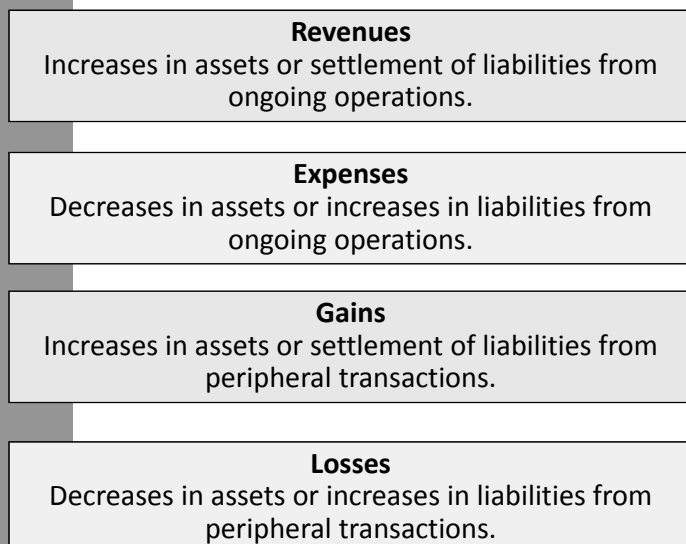 Revenues
Increases in assets or settlement of liabilities from
ongoing operations.
Expenses
Decreases in assets or increases in liabilities from
ongoing operations.
Gains
Increases in assets or settlement of liabilities from
peripheral transactions.
Losses
Decreases in assets or increases in liabilities from
peripheral transactions.